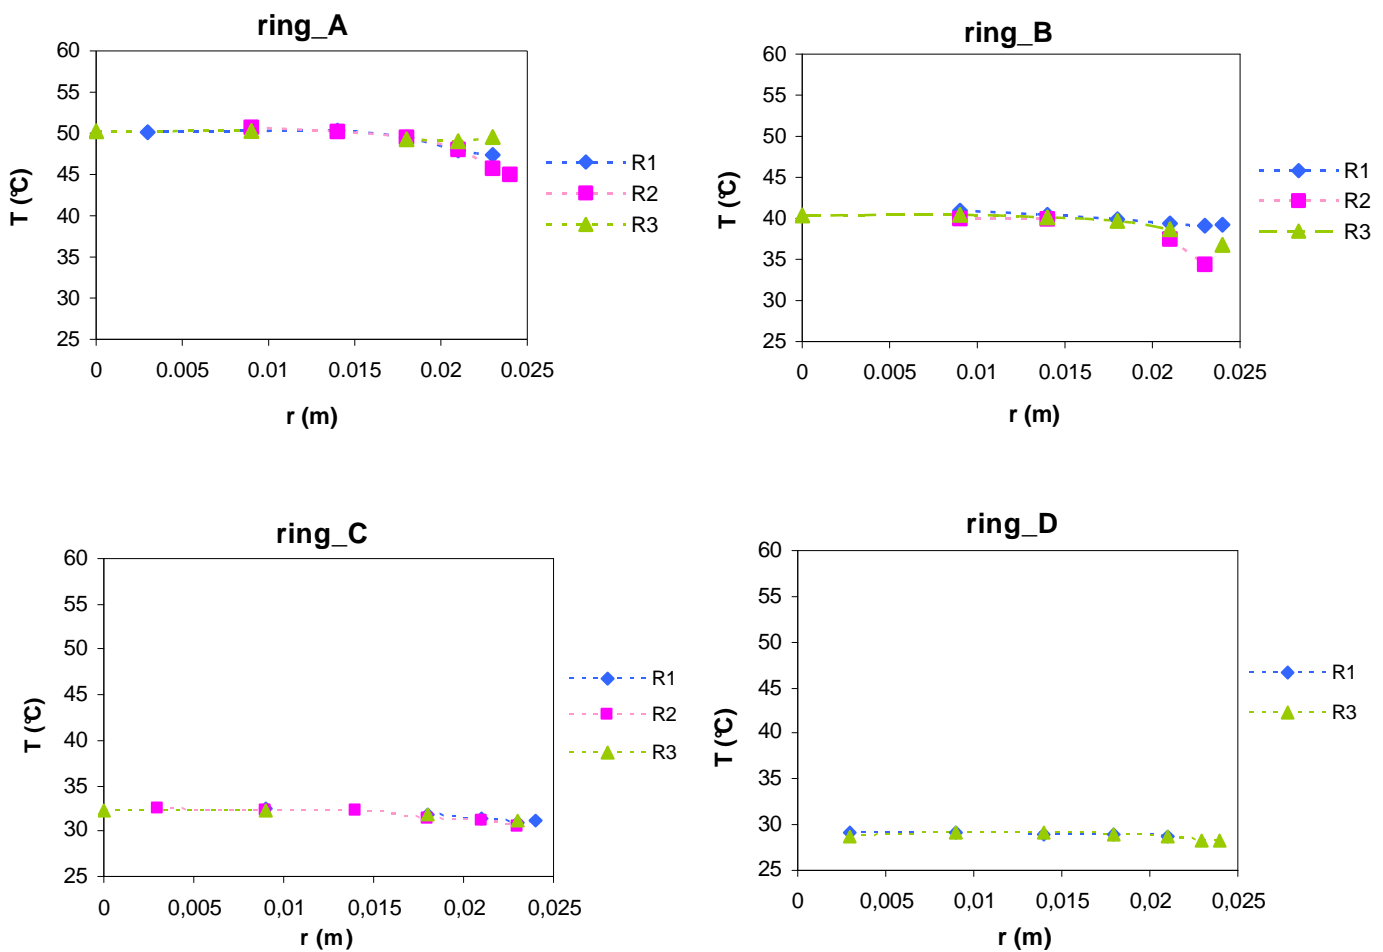 ring_A
60
55
50
45
40
35
30
25
T (°C)
0 0.005 0.01 0.015 0.02 0.025
r (m)
R1
R2
R3
ring_B
60
55
50
45
40
35
30
25
T (°C)
0 0.005 0.01 0.015 0.02 0.025
r (m)
R1
R2
R3
ring_C
60
55
50
45
40
35
30
25
T (°C)
0 0,005 0,01 0,015 0,02 0,025
r (m)
R1
R2
R3
ring_D
60
55
50
45
40
35
30
25
T (°C)
0 0,005 0,01 0,015 0,02 0,025
r (m)
R1
R3